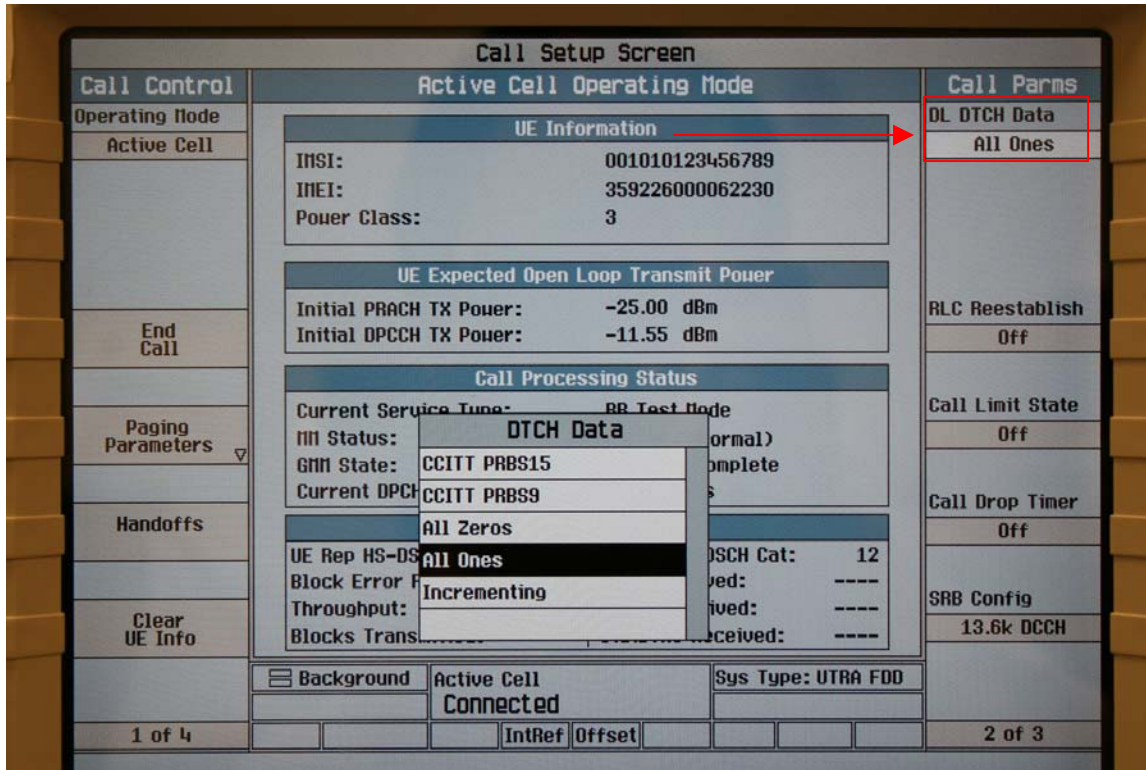 Call Setup Screen
Call Control
Active Cell Operating Mode
Call Parms
Operating Mode
Active Cell
End
Call
Paging
Parameters
Handoffs
Clear
UE Info
1 of 4
UE Information
IMSI: 001010123456789
IMEI: 359226000062230
Power Class: 3
UE Expected Open Loop Transmit Power
Initial PRACH TX Power: -25.00 dBm
Initial DPCCH TX Power: -11.55 dBm
Call Processing Status
Current Service Type: RB Test Mode
MM Status: ormal)
GMM State: omplete
Current DPCH
UE Rep HS-DS DSCH Cat: 12
Block Error ved: ----
Throughput: ived: ----
Blocks Trans eceived: ----
DTCH Data
CCITT PRBS15
CCITT PRBS9
All Zeros
All Ones
Incrementing
Background
Active Cell
Connected
Sys Type: UTRA FDD
IntRef Offset
DL DTCH Data
All Ones
RLC Reestablish
Off
Call Limit State
Off
Call Drop Timer
Off
SRB Config
13.6k DCCH
2 of 3